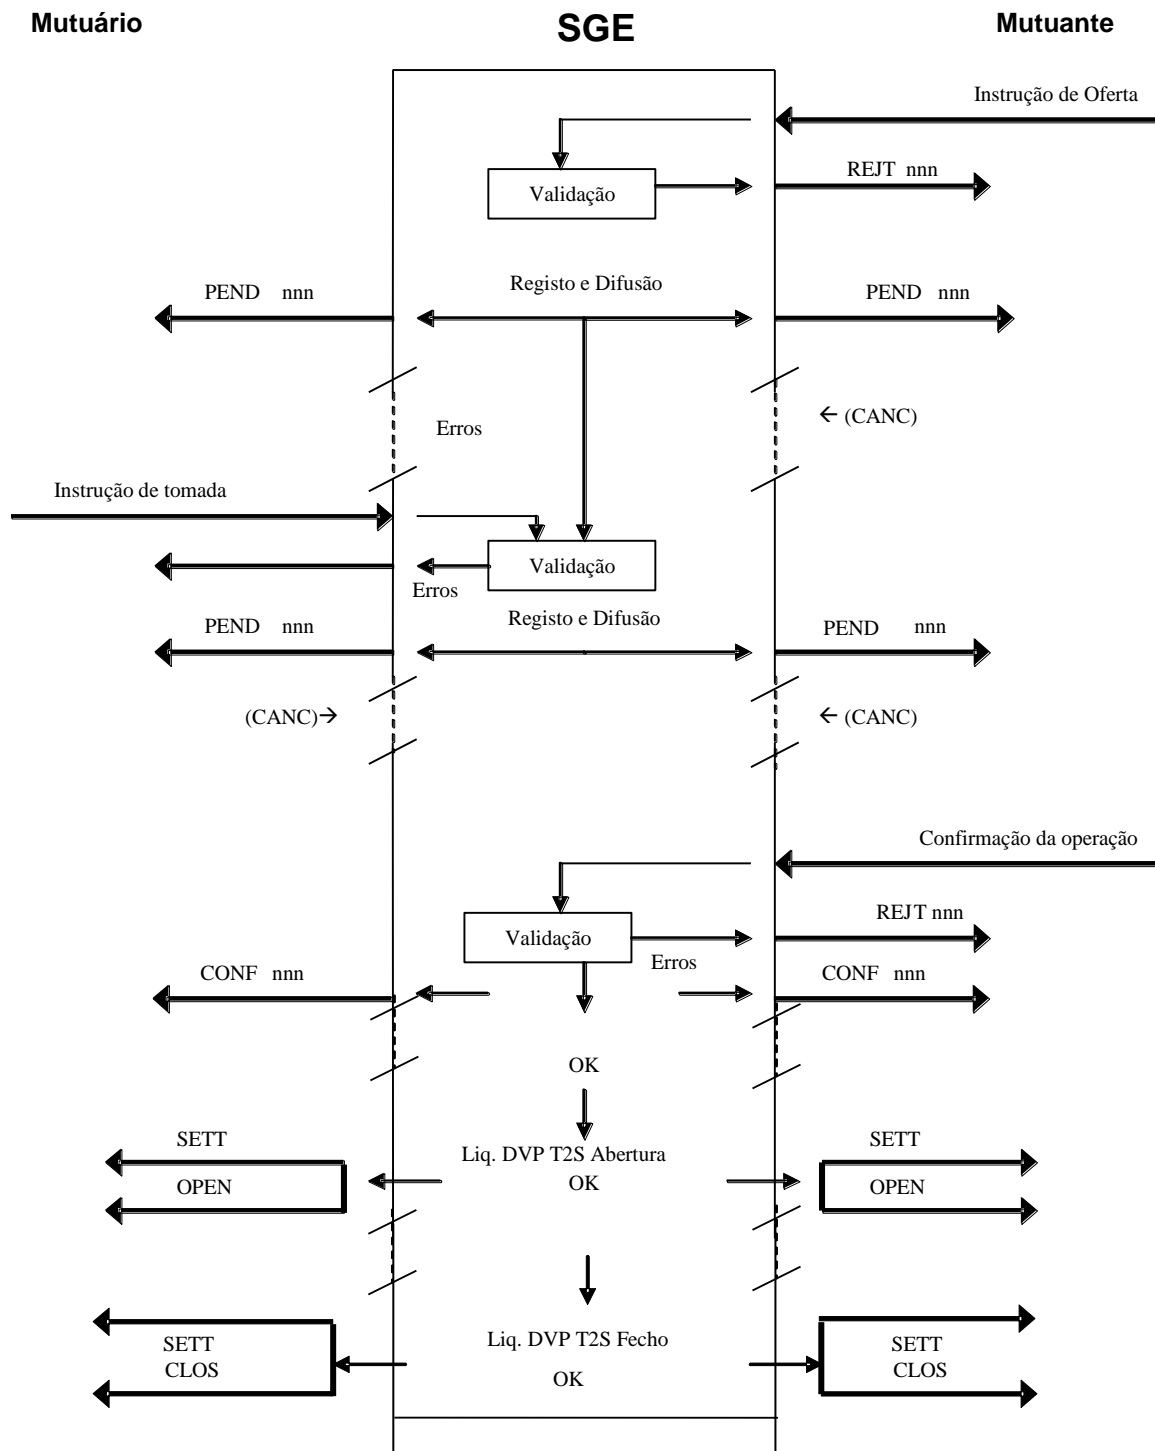 Mutuário SGE Mutuante
Instrução de Oferta
REJT nnn
Validação
Registo e Difusão
PEND nnn
PEND nnn
← (CANC)
Erros
Instrução de tomada
Validação
Erros
Registo e Difusão
PEND nnn
PEND nnn
(CANC)→
← (CANC)
Confirmação da operação
REJT nnn
Validação
Erros
CONF nnn
CONF nnn
OK
SETT
Liq. DVP T2S Abertura
SETT
OPEN
OK
OPEN
SETT
Liq. DVP T2S Fecho
SETT
CLOS
OK
CLOS